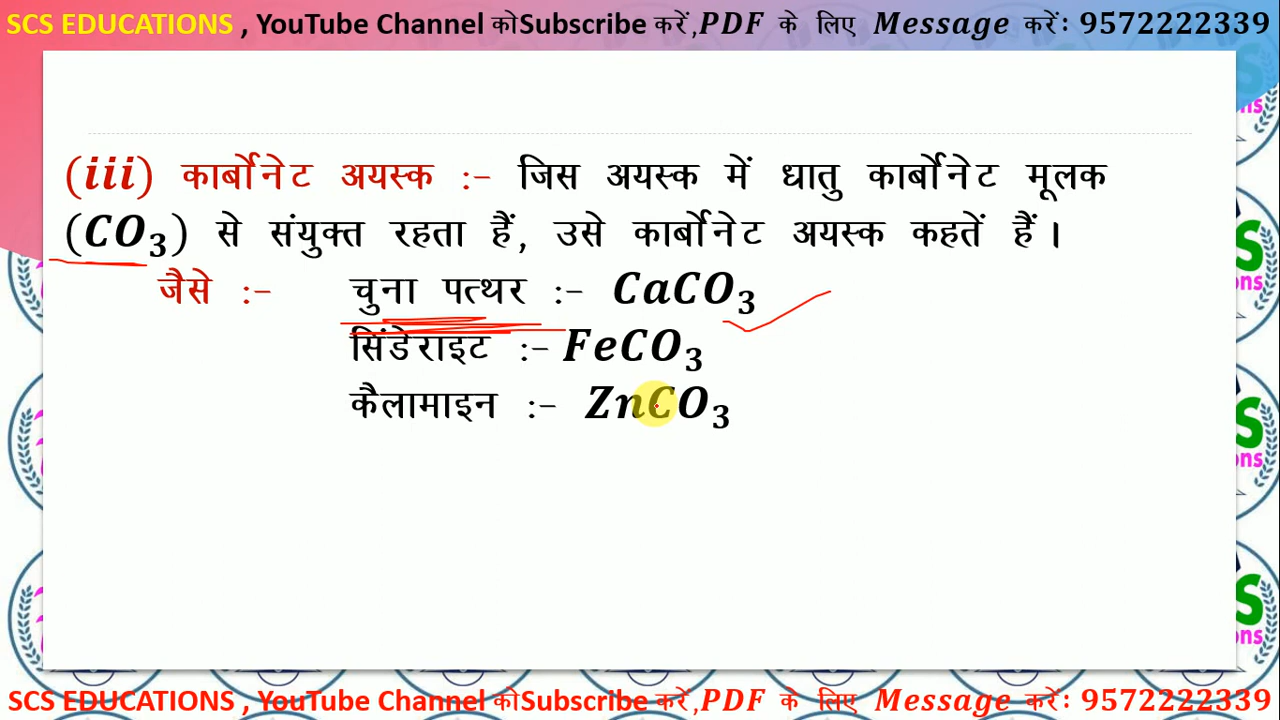 SCS EDUCATIONS , YouTube Channel कोSubscribe करें,PDF के लिए Message करें: 9572222339
(iii) कार्बोनेट अयस्क :- जिस अयस्क में धातु कार्बोनेट मूलक
(CO₃) से संयुक्त रहता हैं, उसे कार्बोनेट अयस्क कहतें हैं।
जैसे :- चुना पत्थर :- CaCO₃
सिंडेराइट :- FeCO₃
कैलामाइन :- ZnCO₃
SCS EDUCATIONS , YouTube Channel कोSubscribe करें,PDF के लिए Message करें: 9572222339